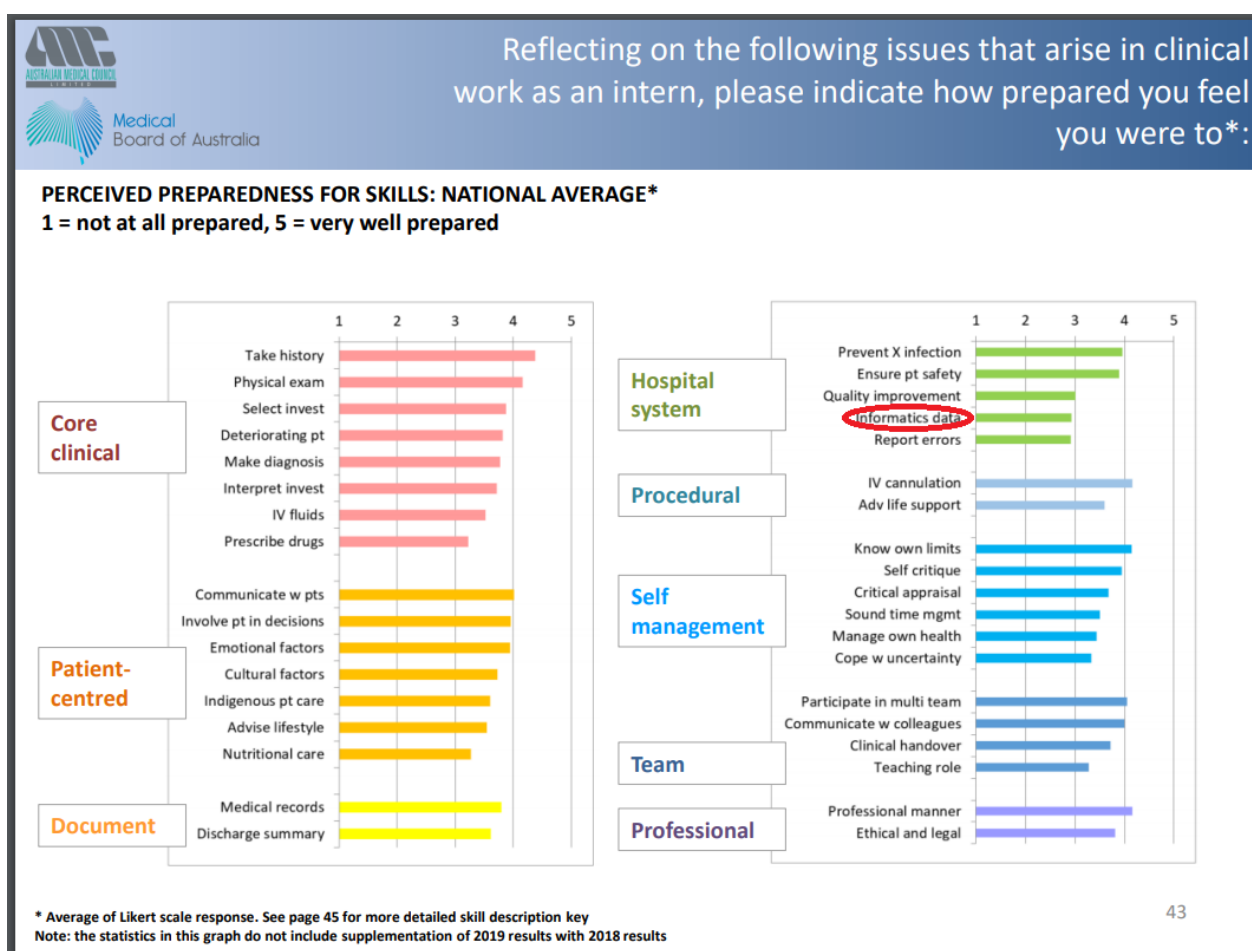 AMC
AUSTRALIAN MEDICAL COUNCIL
LIMITED
Medical
Board of Australia
Reflecting on the following issues that arise in clinical
work as an intern, please indicate how prepared you feel
you were to*:
PERCEIVED PREPAREDNESS FOR SKILLS: NATIONAL AVERAGE*
1 = not at all prepared, 5 = very well prepared
1 2 3 4 5
Core
clinical
Take history
Physical exam
Select invest
Deteriorating pt
Make diagnosis
Interpret invest
IV fluids
Prescribe drugs
Patient-
centred
Communicate w pts
Involve pt in decisions
Emotional factors
Cultural factors
Indigenous pt care
Advise lifestyle
Nutritional care
Document
Medical records
Discharge summary
1 2 3 4 5
Hospital
system
Prevent X infection
Ensure pt safety
Quality improvement
Informatics data
Report errors
Procedural
IV cannulation
Adv life support
Self
management
Know own limits
Self critique
Critical appraisal
Sound time mgmt
Manage own health
Cope w uncertainty
Team
Participate in multi team
Communicate w colleagues
Clinical handover
Teaching role
Professional
Professional manner
Ethical and legal
* Average of Likert scale response. See page 45 for more detailed skill description key
Note: the statistics in this graph do not include supplementation of 2019 results with 2018 results
43